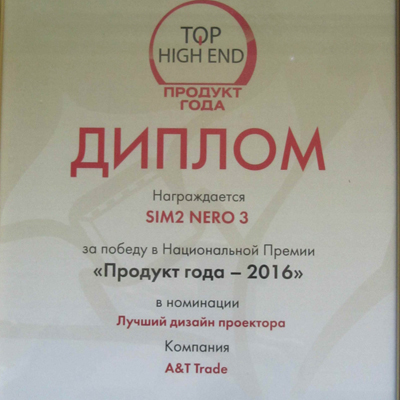 TOP
HIGH END
ПРОДУКТ
ГОДА
ДИПЛОМ
Награждается
SIM2 NERO 3
за победу в Национальной Премии
«Продукт года – 2016»
в номинации
Лучший дизайн проектора
Компания
A&T Trade